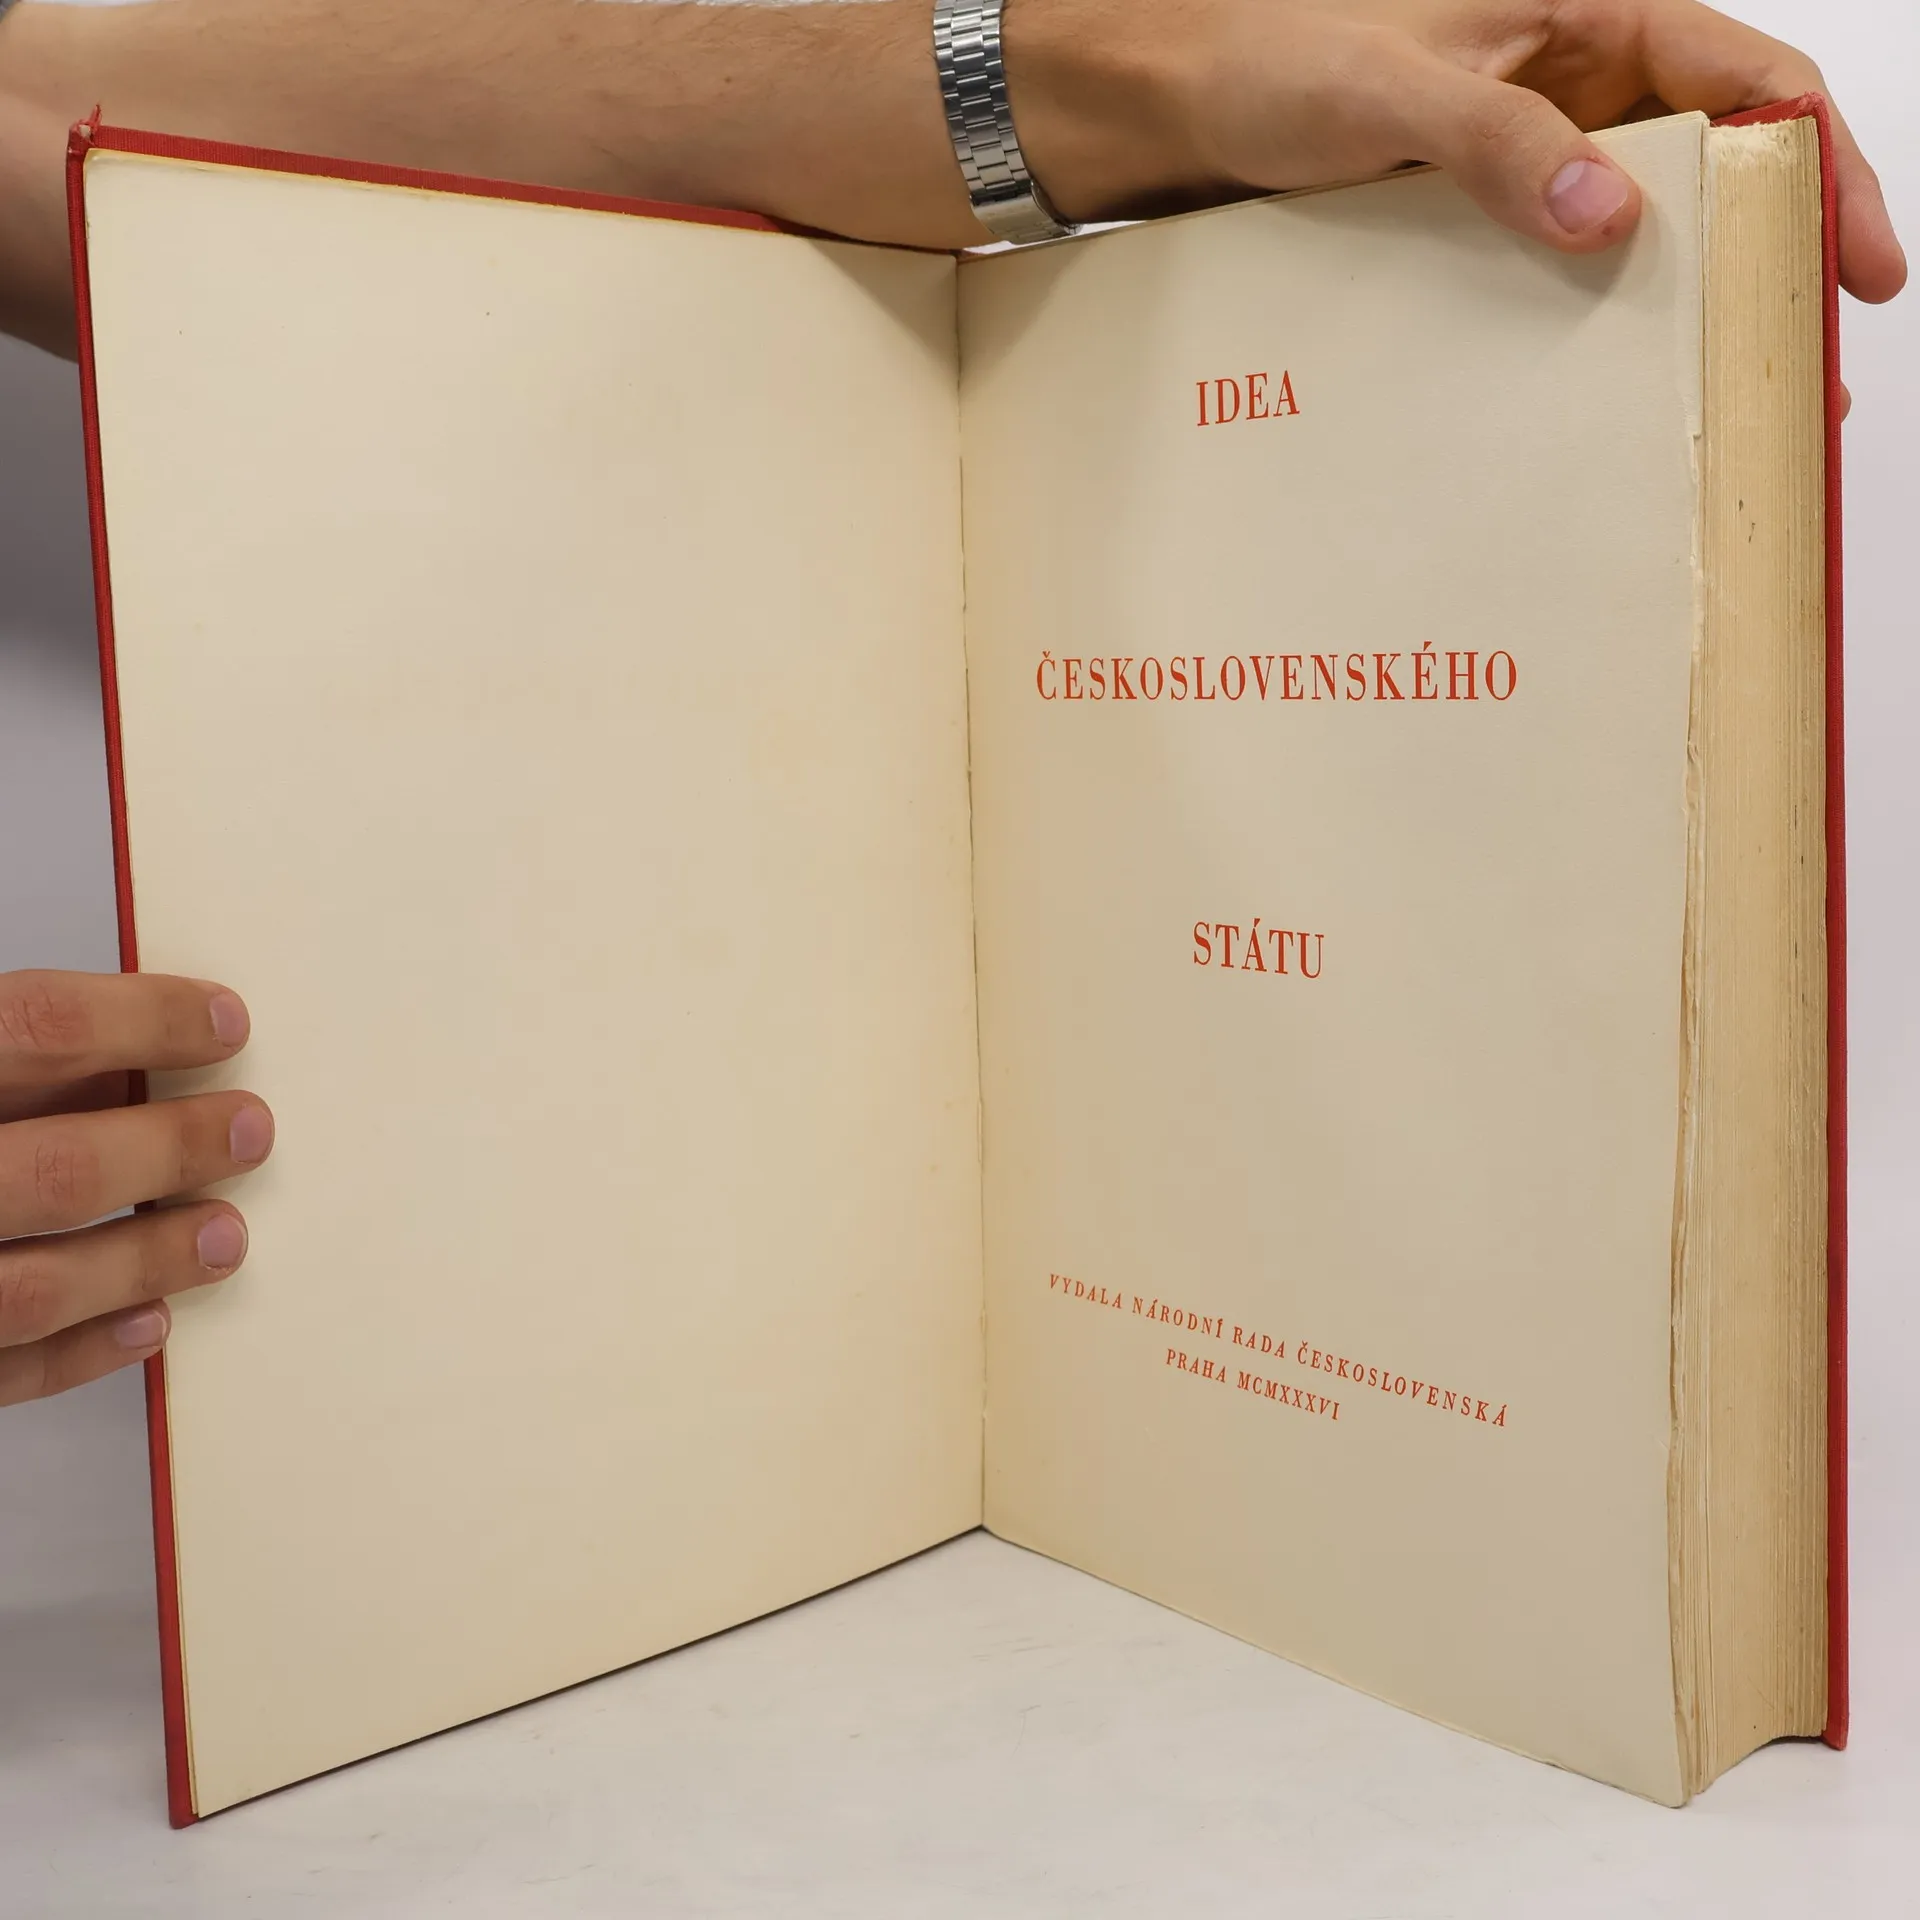 IDEA
ČESKOSLOVENSKÉHO
STÁTU
VYDALA NÁRODNÍ RADA ČESKOSLOVENSKÁ
PRAHA MCMXXXVI